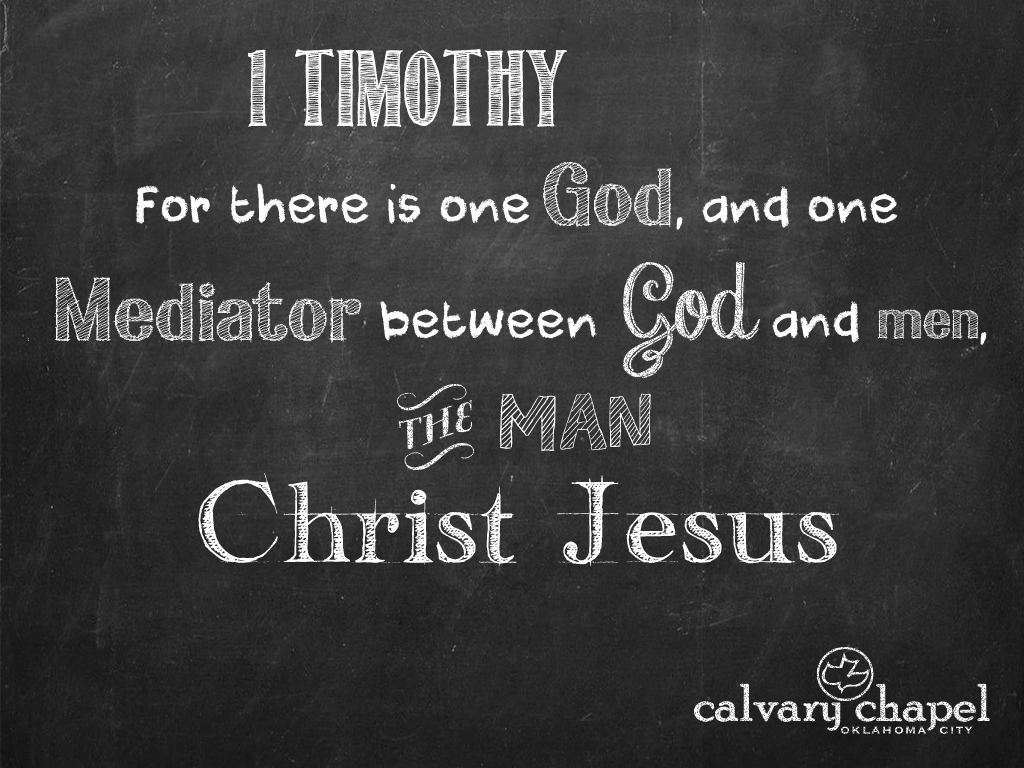 1 TIMOTHY
For there is one God, and one
Mediator between God and men,
THE MAN
Christ Jesus
calvary chapel
OKLAHOMA CITY